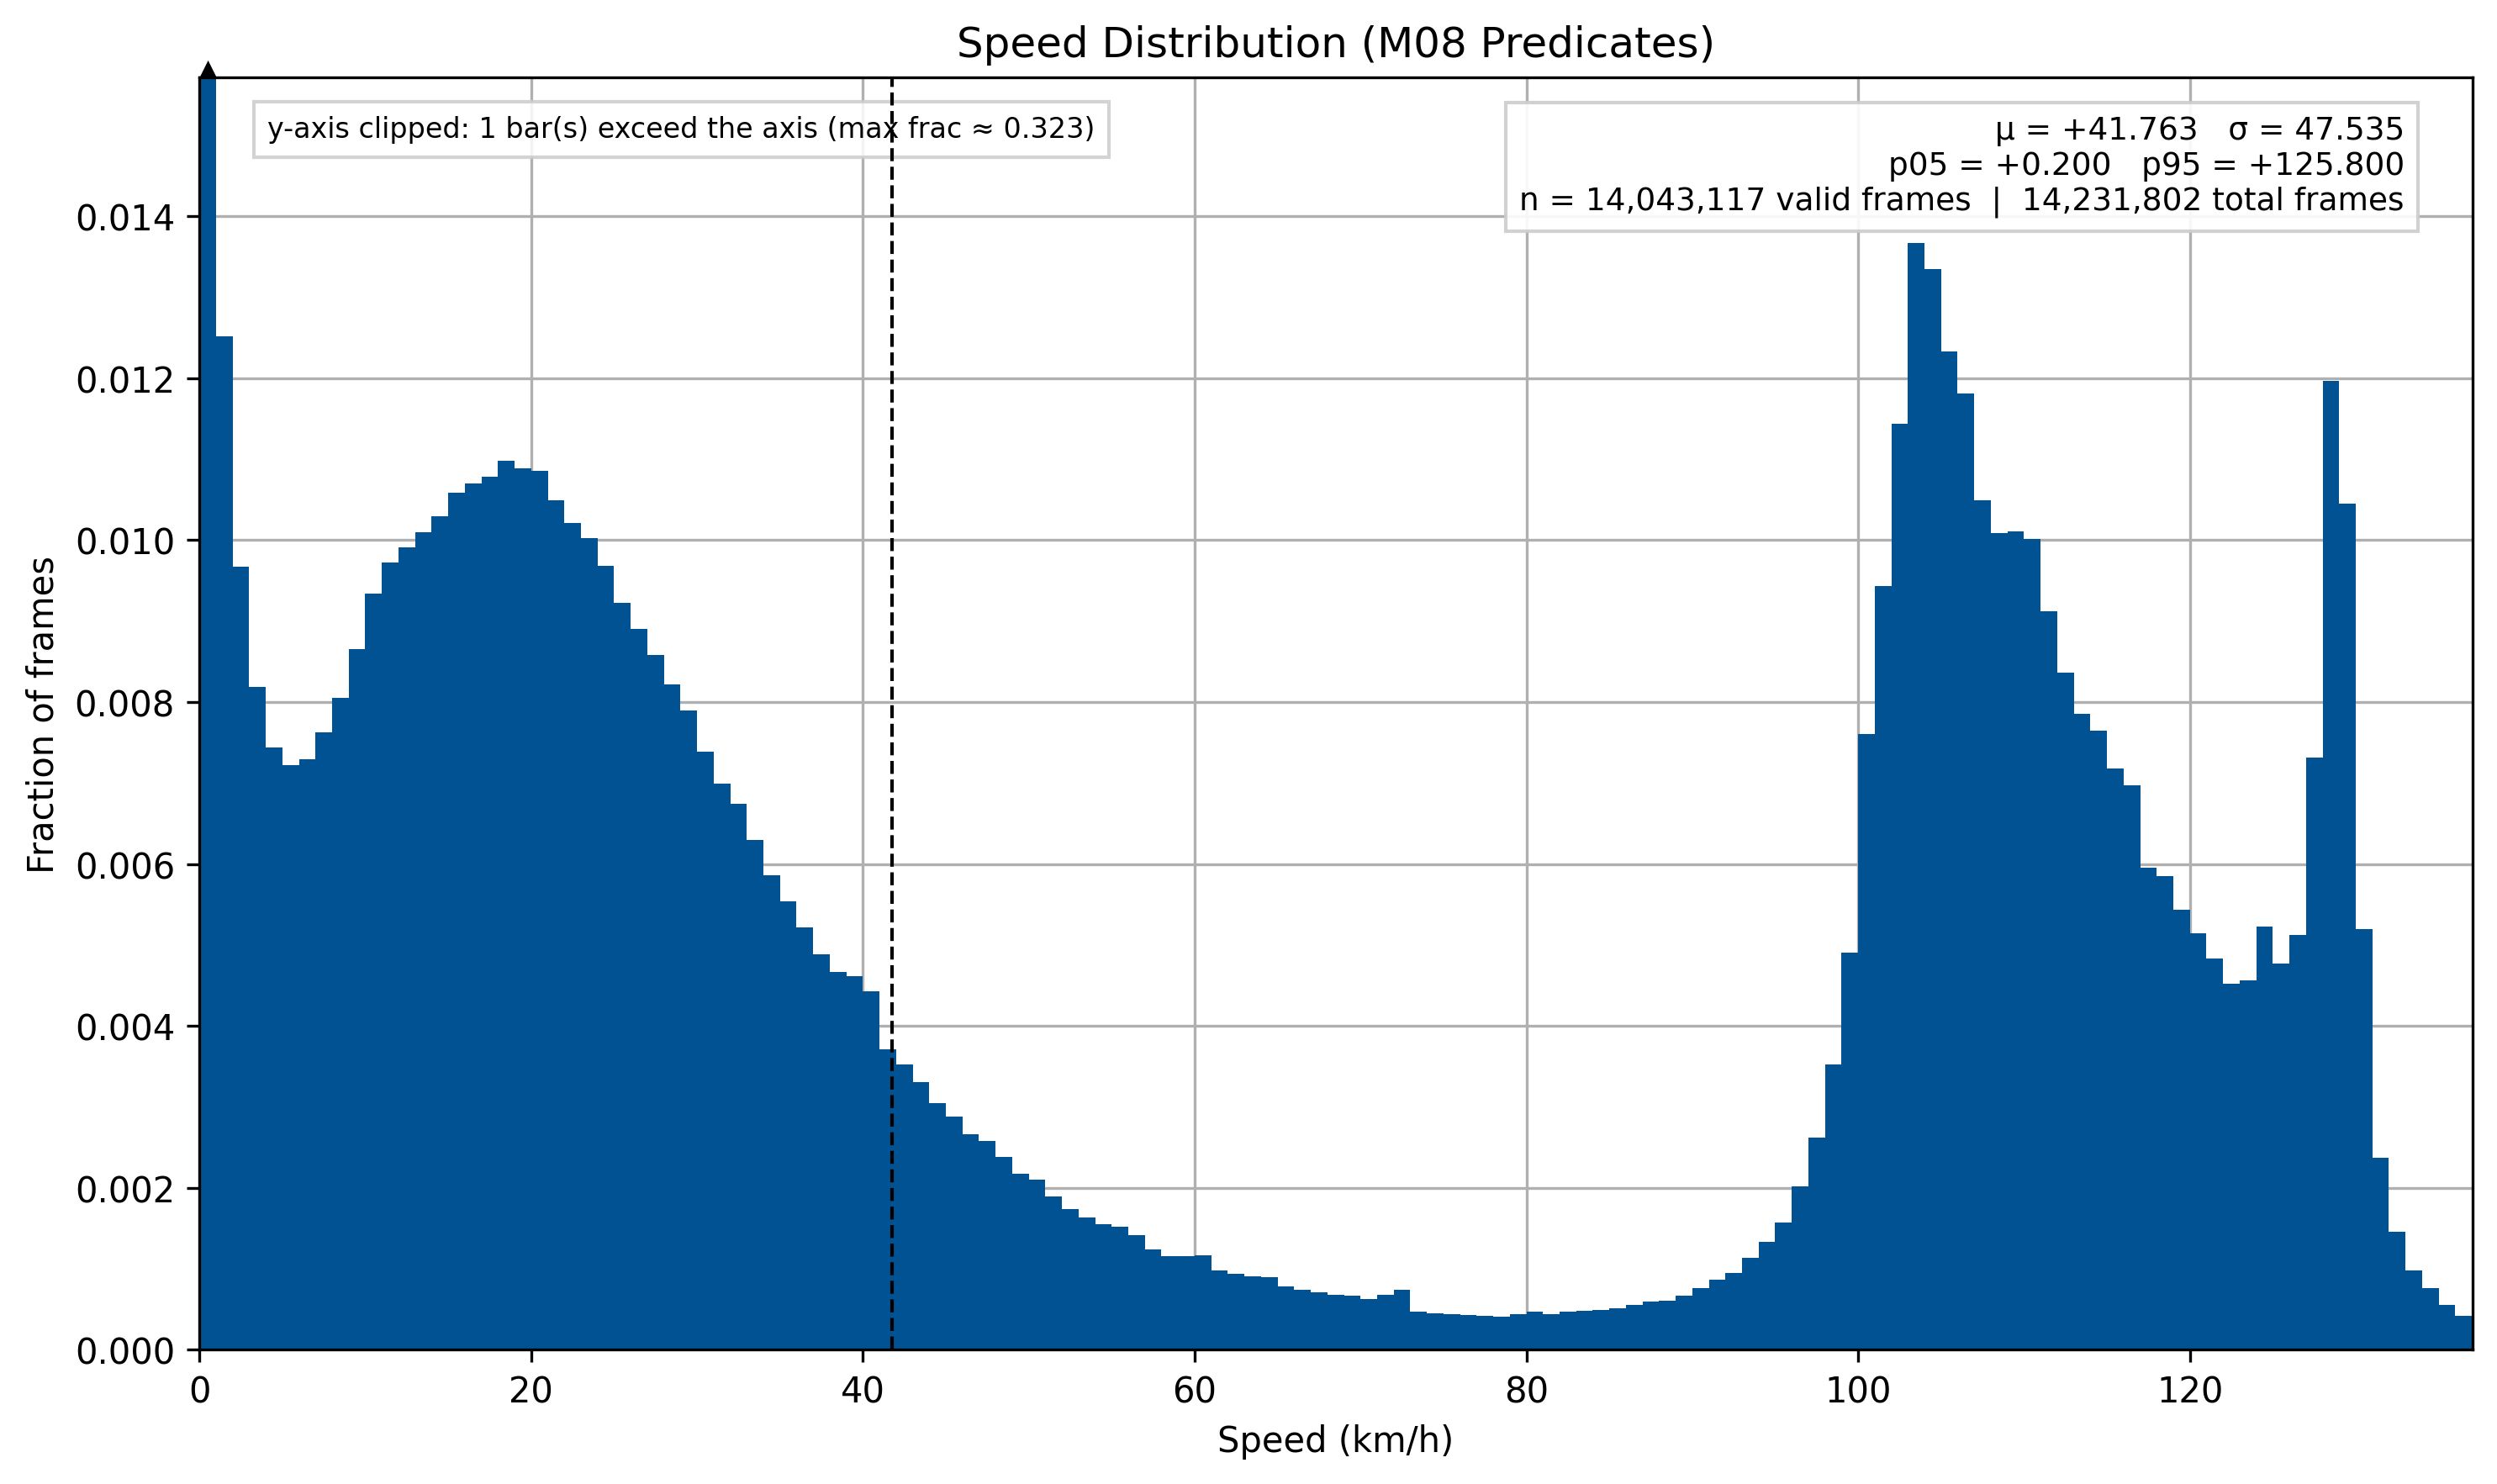 Speed Distribution (M08 Predicates)
y-axis clipped: 1 bar(s) exceed the axis (max frac ≈ 0.323)
μ = +41.763   σ = 47.535
p05 = +0.200   p95 = +125.800
n = 14,043,117 valid frames  |  14,231,802 total frames
Fraction of frames
0.014
0.012
0.010
0.008
0.006
0.004
0.002
0.000
0 20 40 60 80 100 120
Speed (km/h)